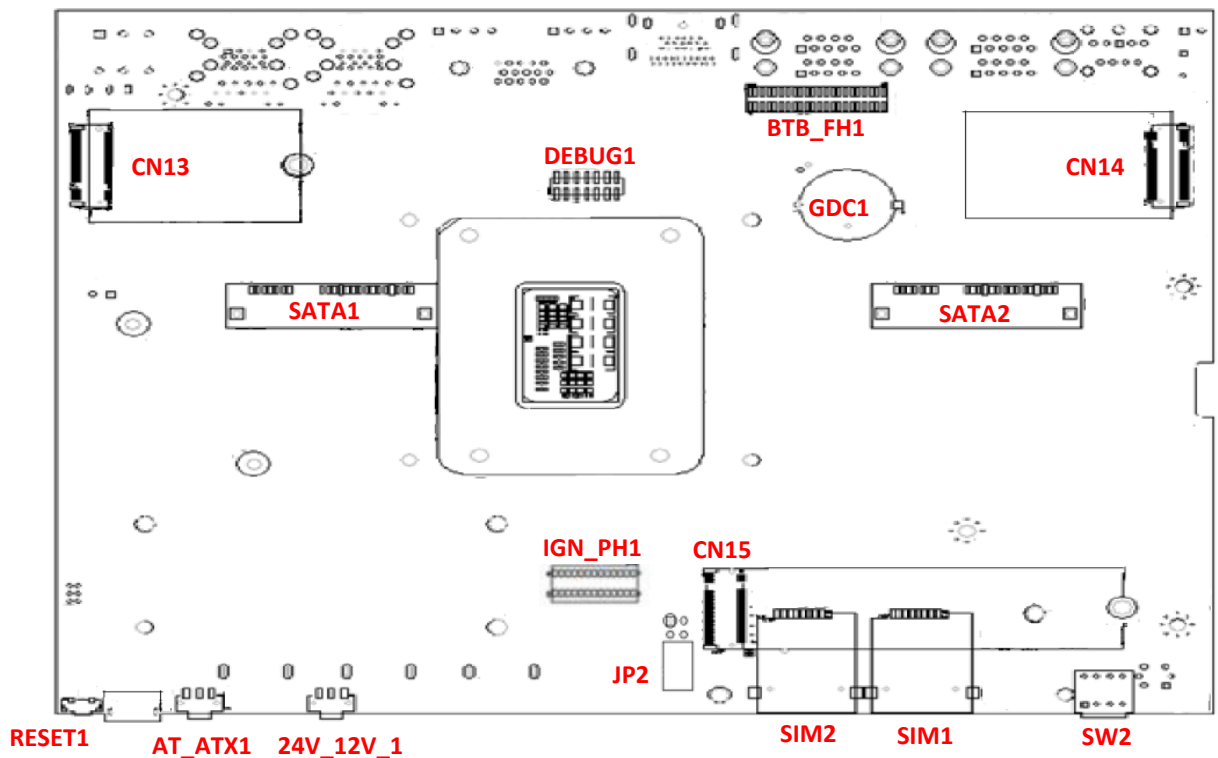 BTB_FH1
DEBUG1
CN13
CN14
GDC1
SATA1
SATA2
IGN_PH1
CN15
JP2
RESET1
AT_ATX1
24V_12V_1
SIM2
SIM1
SW2